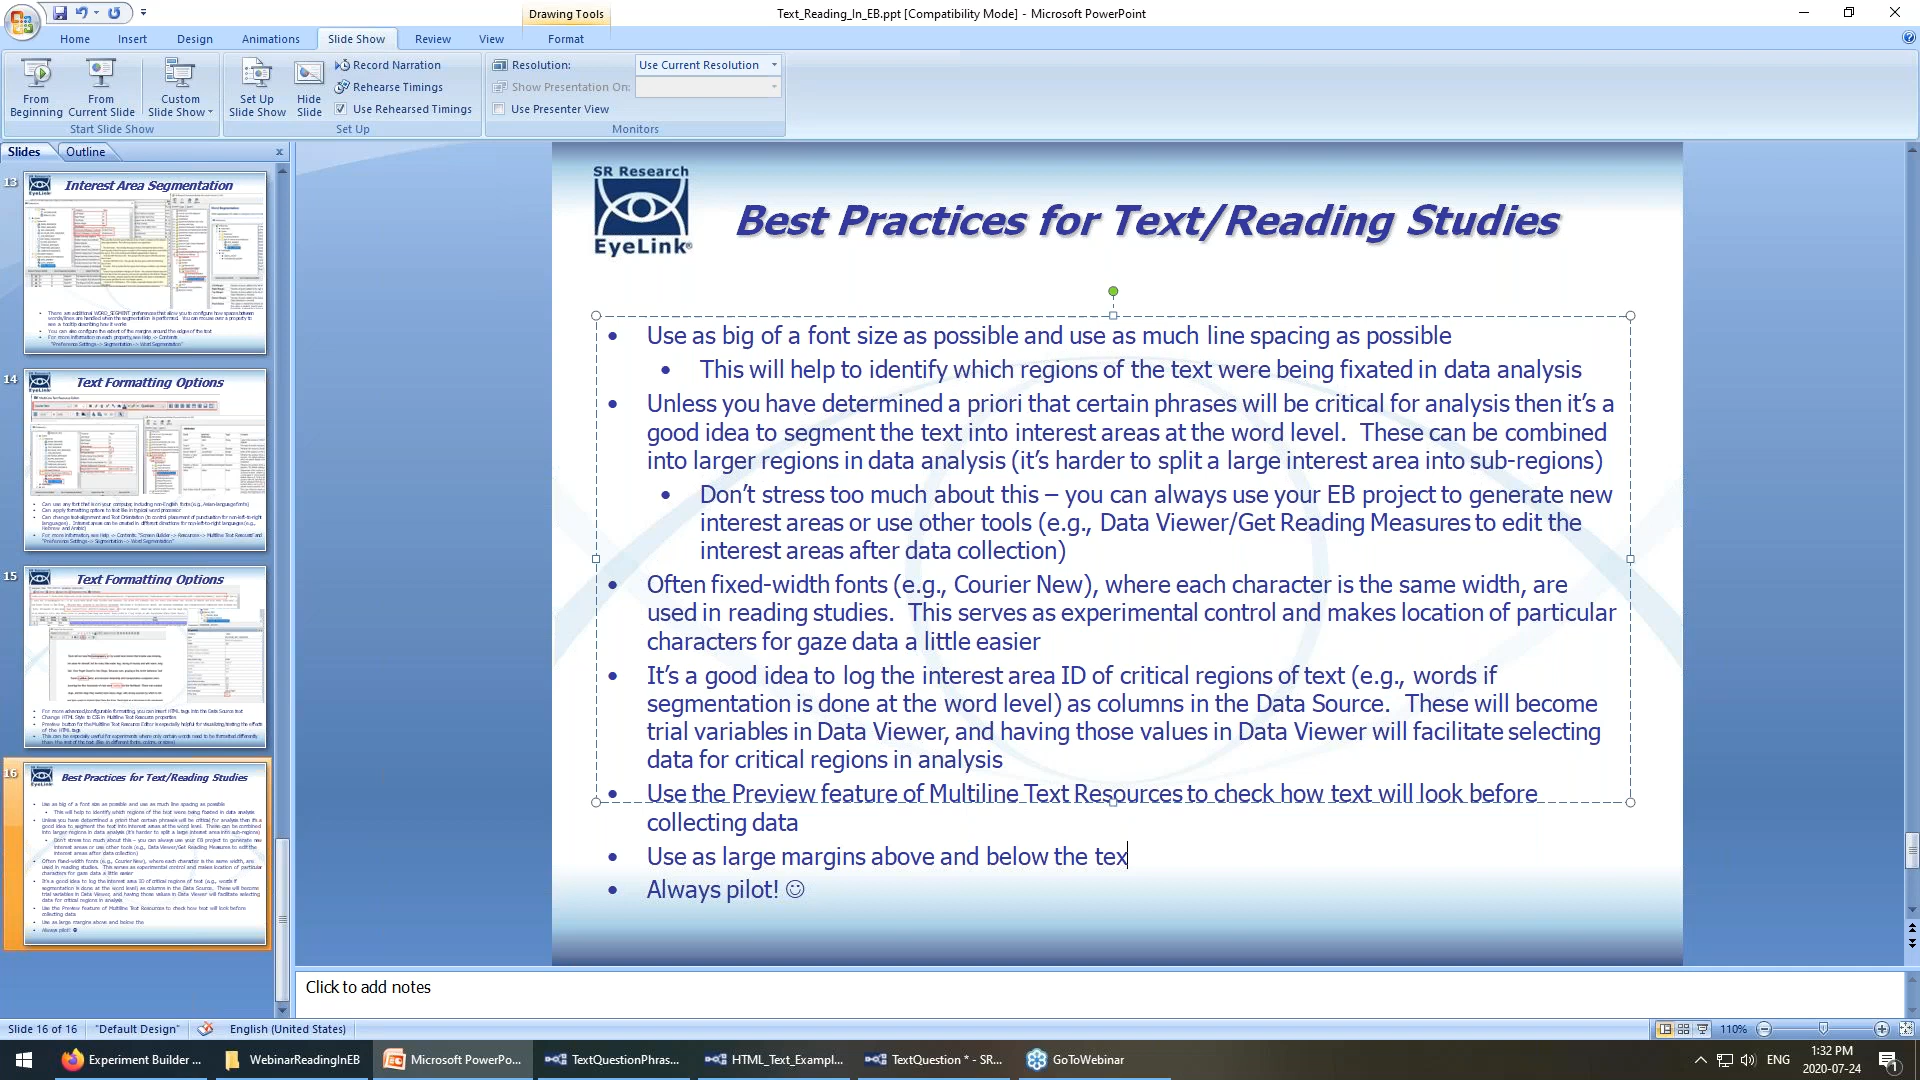 Drawing Tools
Text_Reading_In_EB.ppt [Compatibility Mode] - Microsoft PowerPoint
Home Insert Design Animations Slide Show Review View Format
From Beginning
From Current Slide
Custom Slide Show
Start Slide Show
Set Up Slide Show
Hide Slide
Record Narration
Rehearse Timings
Use Rehearsed Timings
Set Up
Resolution: Use Current Resolution
Show Presentation On:
Use Presenter View
Monitors
Slides Outline
13
Interest Area Segmentation
14
Text Formatting Options
15
Text Formatting Options
16
Best Practices for Text/Reading Studies
SR Research
EyeLink®
Best Practices for Text/Reading Studies
• Use as big of a font size as possible and use as much line spacing as possible
• This will help to identify which regions of the text were being fixated in data analysis
• Unless you have determined a priori that certain phrases will be critical for analysis then it’s a
good idea to segment the text into interest areas at the word level. These can be combined
into larger regions in data analysis (it’s harder to split a large interest area into sub-regions)
• Don’t stress too much about this – you can always use your EB project to generate new
interest areas or use other tools (e.g., Data Viewer/Get Reading Measures to edit the
interest areas after data collection)
• Often fixed-width fonts (e.g., Courier New), where each character is the same width, are
used in reading studies. This serves as experimental control and makes location of particular
characters for gaze data a little easier
• It’s a good idea to log the interest area ID of critical regions of text (e.g., words if
segmentation is done at the word level) as columns in the Data Source. These will become
trial variables in Data Viewer, and having those values in Data Viewer will facilitate selecting
data for critical regions in analysis
• Use the Preview feature of Multiline Text Resources to check how text will look before
collecting data
• Use as large margins above and below the tex
• Always pilot! ☺
Click to add notes
Slide 16 of 16 "Default Design" English (United States) 110%
Experiment Builder ... WebinarReadingInEB Microsoft PowerPo... TextQuestionPhras... HTML_Text_Exampl... TextQuestion * - SR... GoToWebinar ENG
1:32 PM
2020-07-24
1